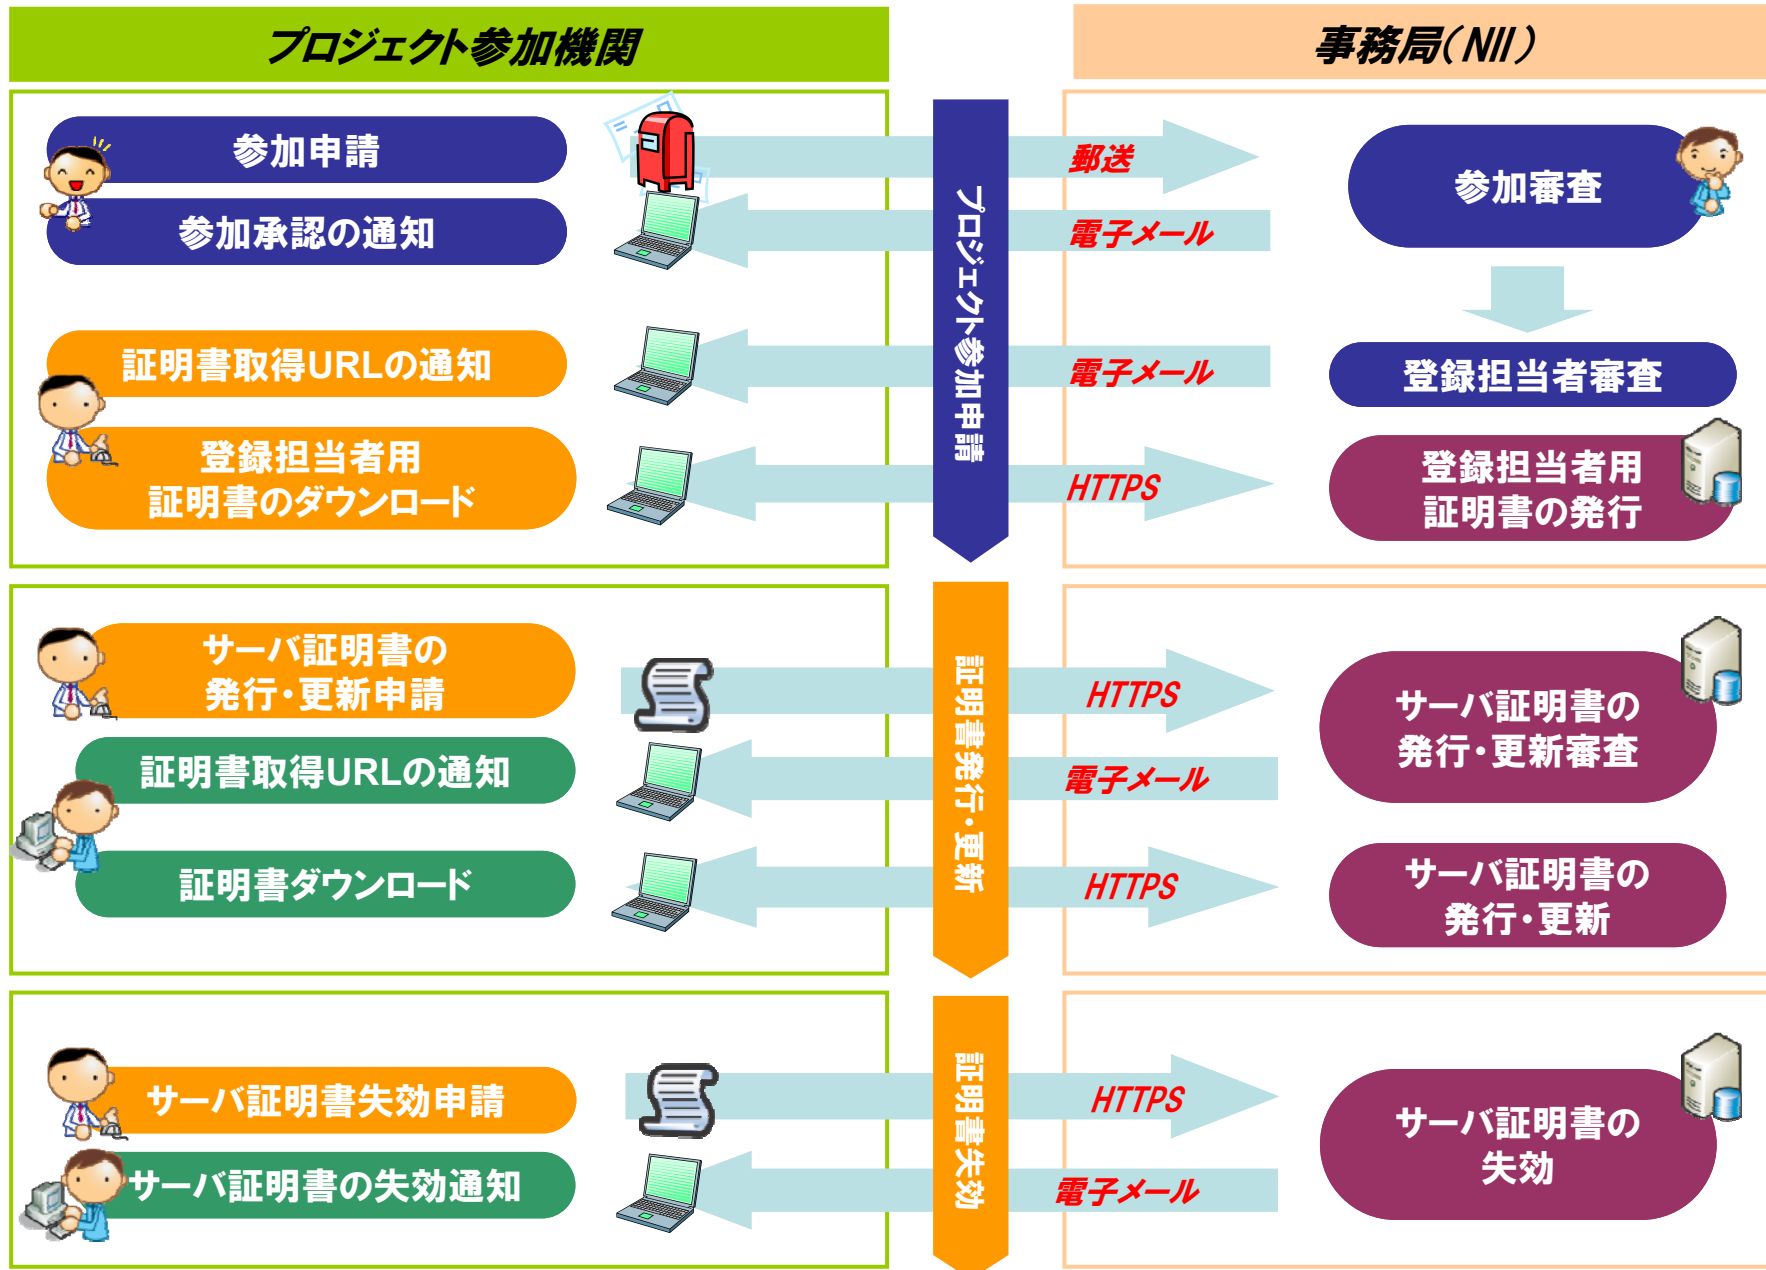 プロジェクト参加機関
事務局(NII)
参加申請
郵送
参加審査
参加承認の通知
電子メール
プロジェクト参加申請
証明書取得URLの通知
電子メール
登録担当者審査
登録担当者用
証明書のダウンロード
HTTPS
登録担当者用
証明書の発行
サーバ証明書の
発行・更新申請
HTTPS
サーバ証明書の
発行・更新審査
証明書発行・更新
証明書取得URLの通知
電子メール
証明書ダウンロード
HTTPS
サーバ証明書の
発行・更新
サーバ証明書失効申請
HTTPS
サーバ証明書の
失効
証明書失効
サーバ証明書の失効通知
電子メール